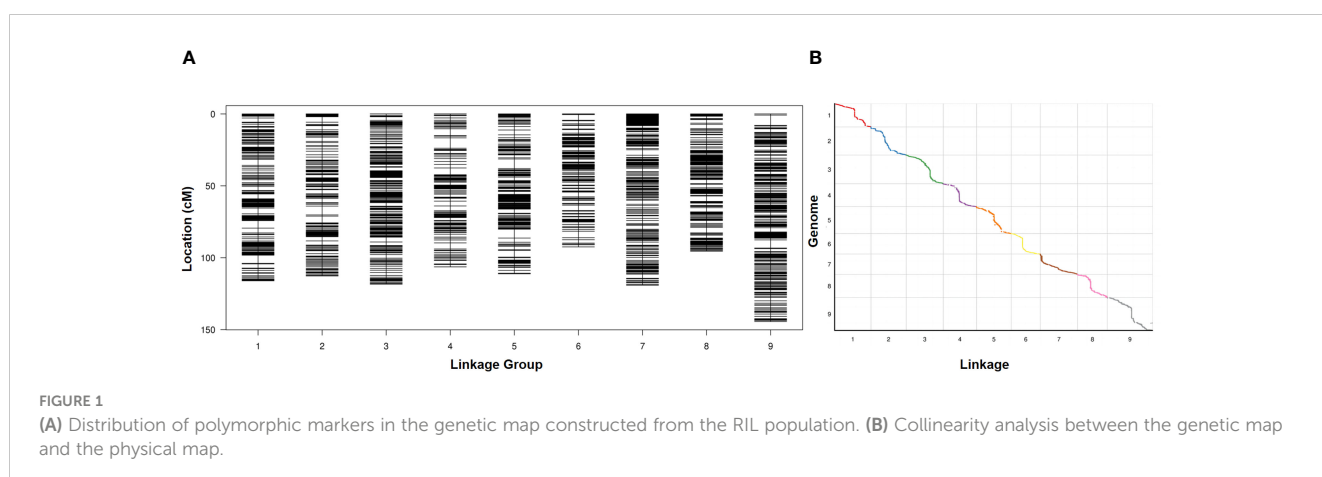 A
B
0
50
100
150
Location (cM)
1 2 3 4 5 6 7 8 9
Linkage Group
1
2
3
4
5
6
7
8
9
Genome
1 2 3 4 5 6 7 8 9
Linkage
FIGURE 1
(A) Distribution of polymorphic markers in the genetic map constructed from the RIL population. (B) Collinearity analysis between the genetic map
and the physical map.